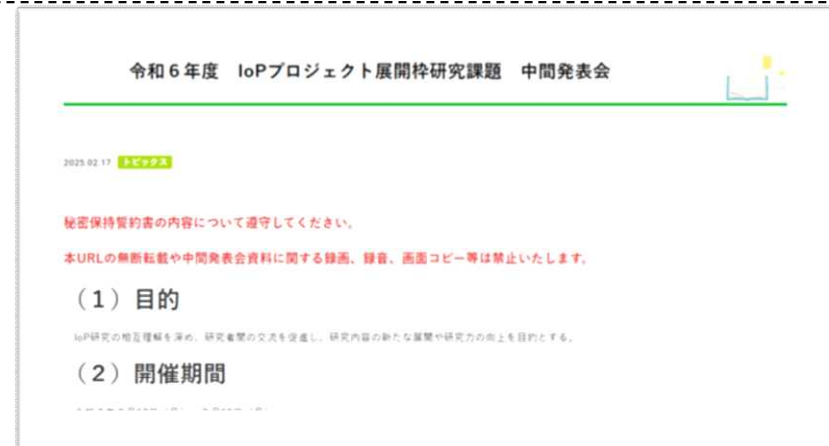 令和６年度　IoPプロジェクト展開枠研究課題　中間発表会
2025.02.17 トピックス
秘密保持誓約書の内容について遵守してください。
本URLの無断転載や中間発表会資料に関する録画、録音、画面コピー等は禁止いたします。
（１）目的
IoP研究の相互理解を深め、研究者間の交流を促進し、研究内容の新たな展開や研究力の向上を目的とする。
（２）開催期間